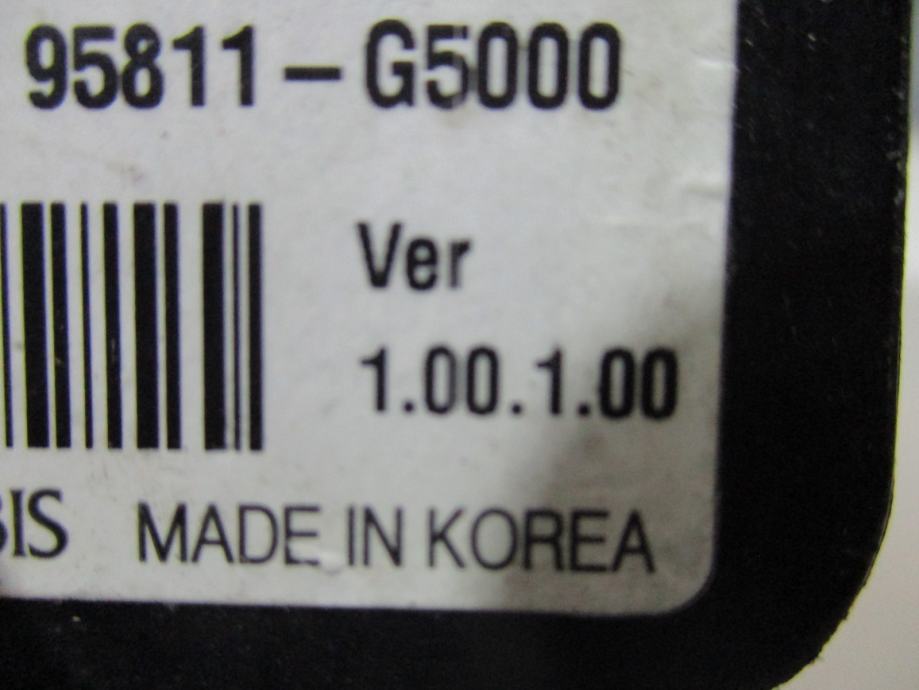 95811-G5000
Ver
1.00.1.00
BIS MADE IN KOREA